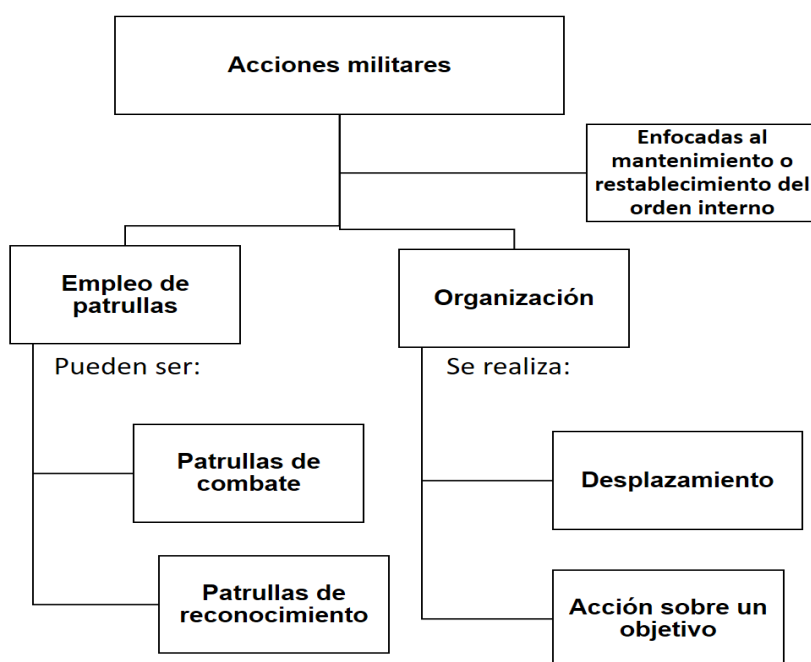 Acciones militares
Enfocadas al
mantenimiento o
restablecimiento del
orden interno
Empleo de
patrullas
Organización
Pueden ser:
Se realiza:
Patrullas de
combate
Desplazamiento
Patrullas de
reconocimiento
Acción sobre un
objetivo